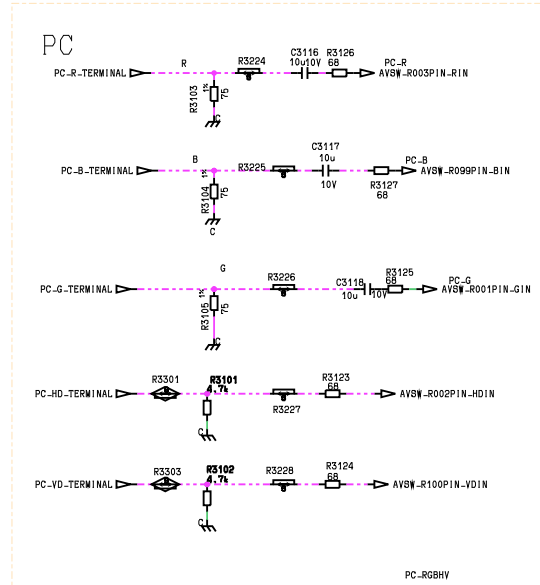 PC
PC-R-TERMINAL R R3224 C3116 10u10V R3126 68 PC-R AVSW-R003PIN-RIN
R3103 1% 75
C
PC-B-TERMINAL B R3225 C3117 10u 10V R3127 68 PC-B AVSW-R099PIN-BIN
R3104 1% 75
C
PC-G-TERMINAL G R3226 C3118 10u 10V R3125 68 PC-G AVSW-R001PIN-GIN
R3105 1% 75
C
PC-HD-TERMINAL R3301 R3101 4.7k R3227 R3123 68 AVSW-R002PIN-HDIN
C
PC-VD-TERMINAL R3303 R3102 4.7k R3228 R3124 68 AVSW-R100PIN-VDIN
C
PC-RGBHV